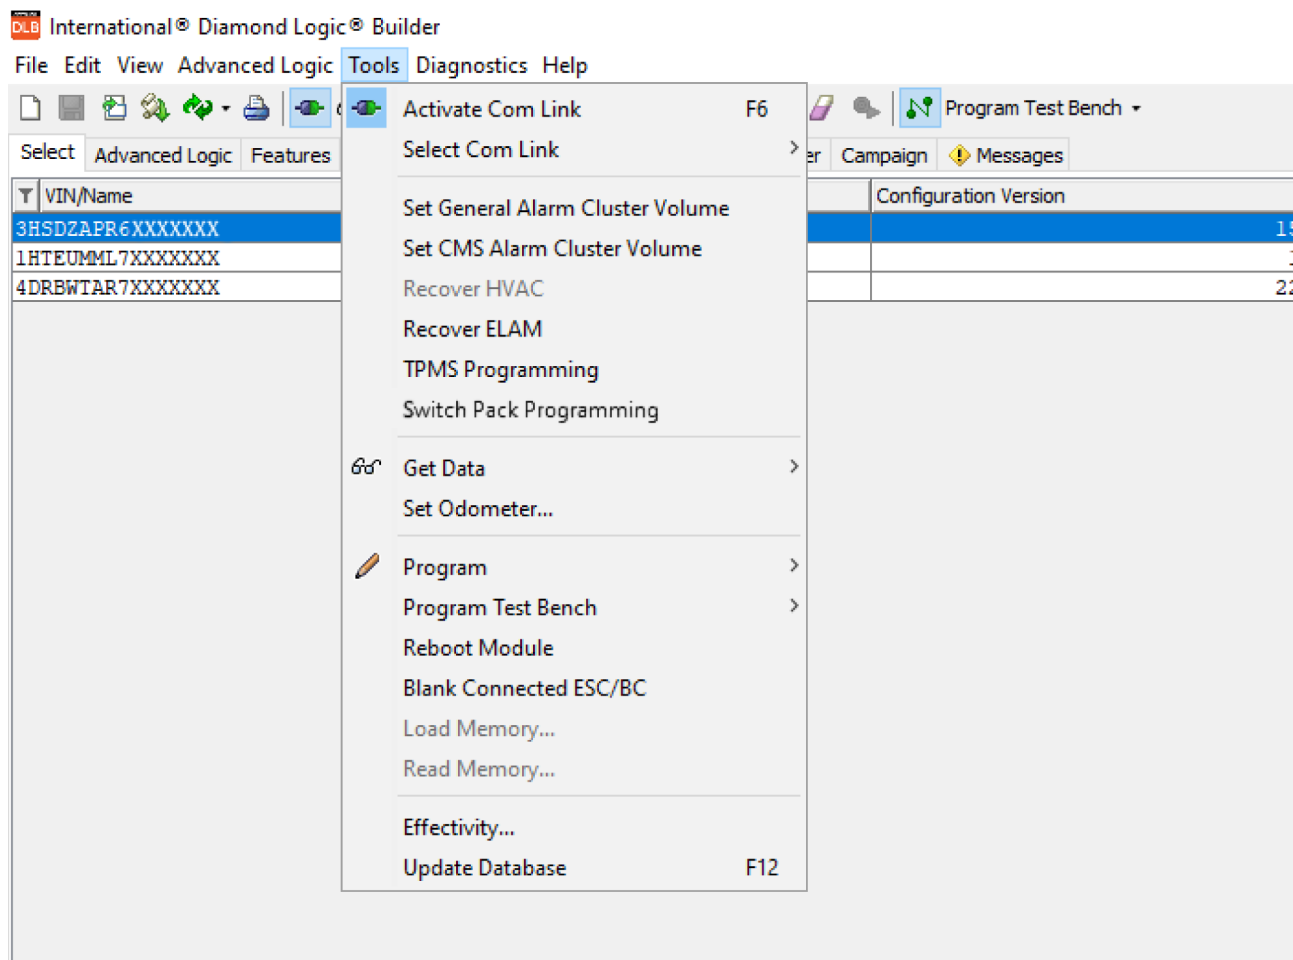 DLB International® Diamond Logic® Builder
File Edit View Advanced Logic Tools Diagnostics Help
Program Test Bench
Select Advanced Logic Features Campaign Messages
VIN/Name Configuration Version
3HSDZAPR6XXXXXXX
1HTEUMML7XXXXXXX
4DRBWTAR7XXXXXXX
Activate Com Link F6
Select Com Link
Set General Alarm Cluster Volume
Set CMS Alarm Cluster Volume
Recover HVAC
Recover ELAM
TPMS Programming
Switch Pack Programming
Get Data
Set Odometer...
Program
Program Test Bench
Reboot Module
Blank Connected ESC/BC
Load Memory...
Read Memory...
Effectivity...
Update Database F12